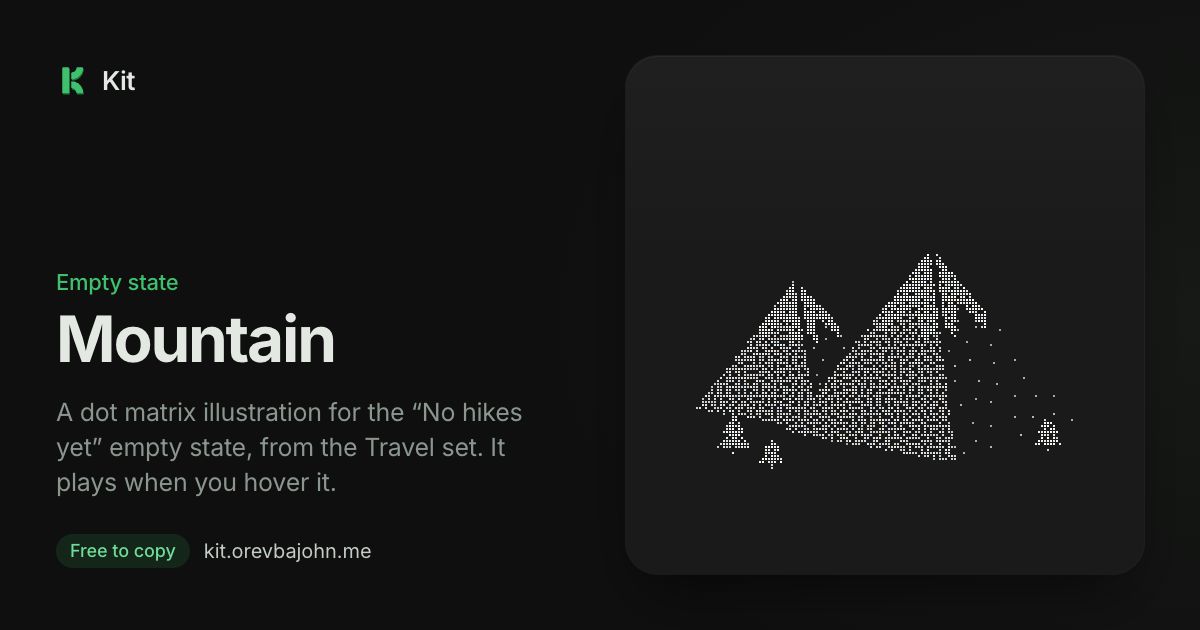 Kit
Empty state
Mountain
A dot matrix illustration for the “No hikes
yet” empty state, from the Travel set. It
plays when you hover it.
Free to copy
kit.orevbajohn.me